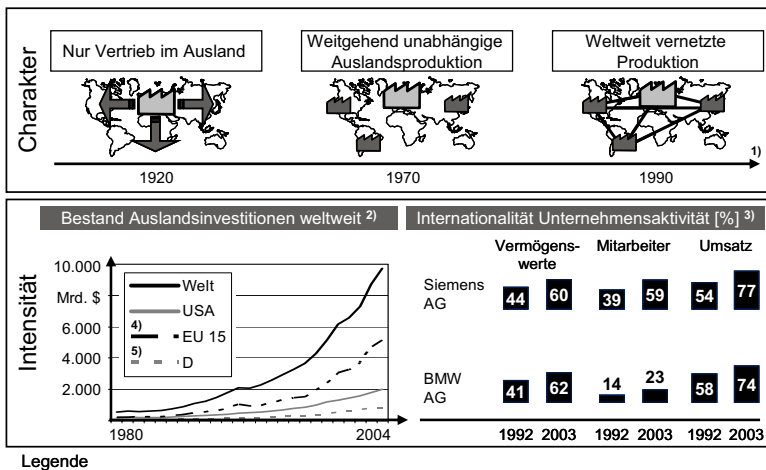 Charakter
Nur Vertrieb im Ausland
Weitgehend unabhängige
Auslandsproduktion
Weltweit vernetzte
Produktion
1)
1920
1970
1990
Intensität
Bestand Auslandsinvestitionen weltweit 2)
10.000
Mrd. $
6.000
4.000
2.000
Welt
USA
4)
EU 15
5)
D
1980
2004
Internationalität Unternehmensaktivität [%] 3)
Vermögens-
werte
Mitarbeiter
Umsatz
Siemens
AG
44 60 39 59 54 77
BMW
AG
41 62 14 23 58 74
1992 2003 1992 2003 1992 2003
Legende